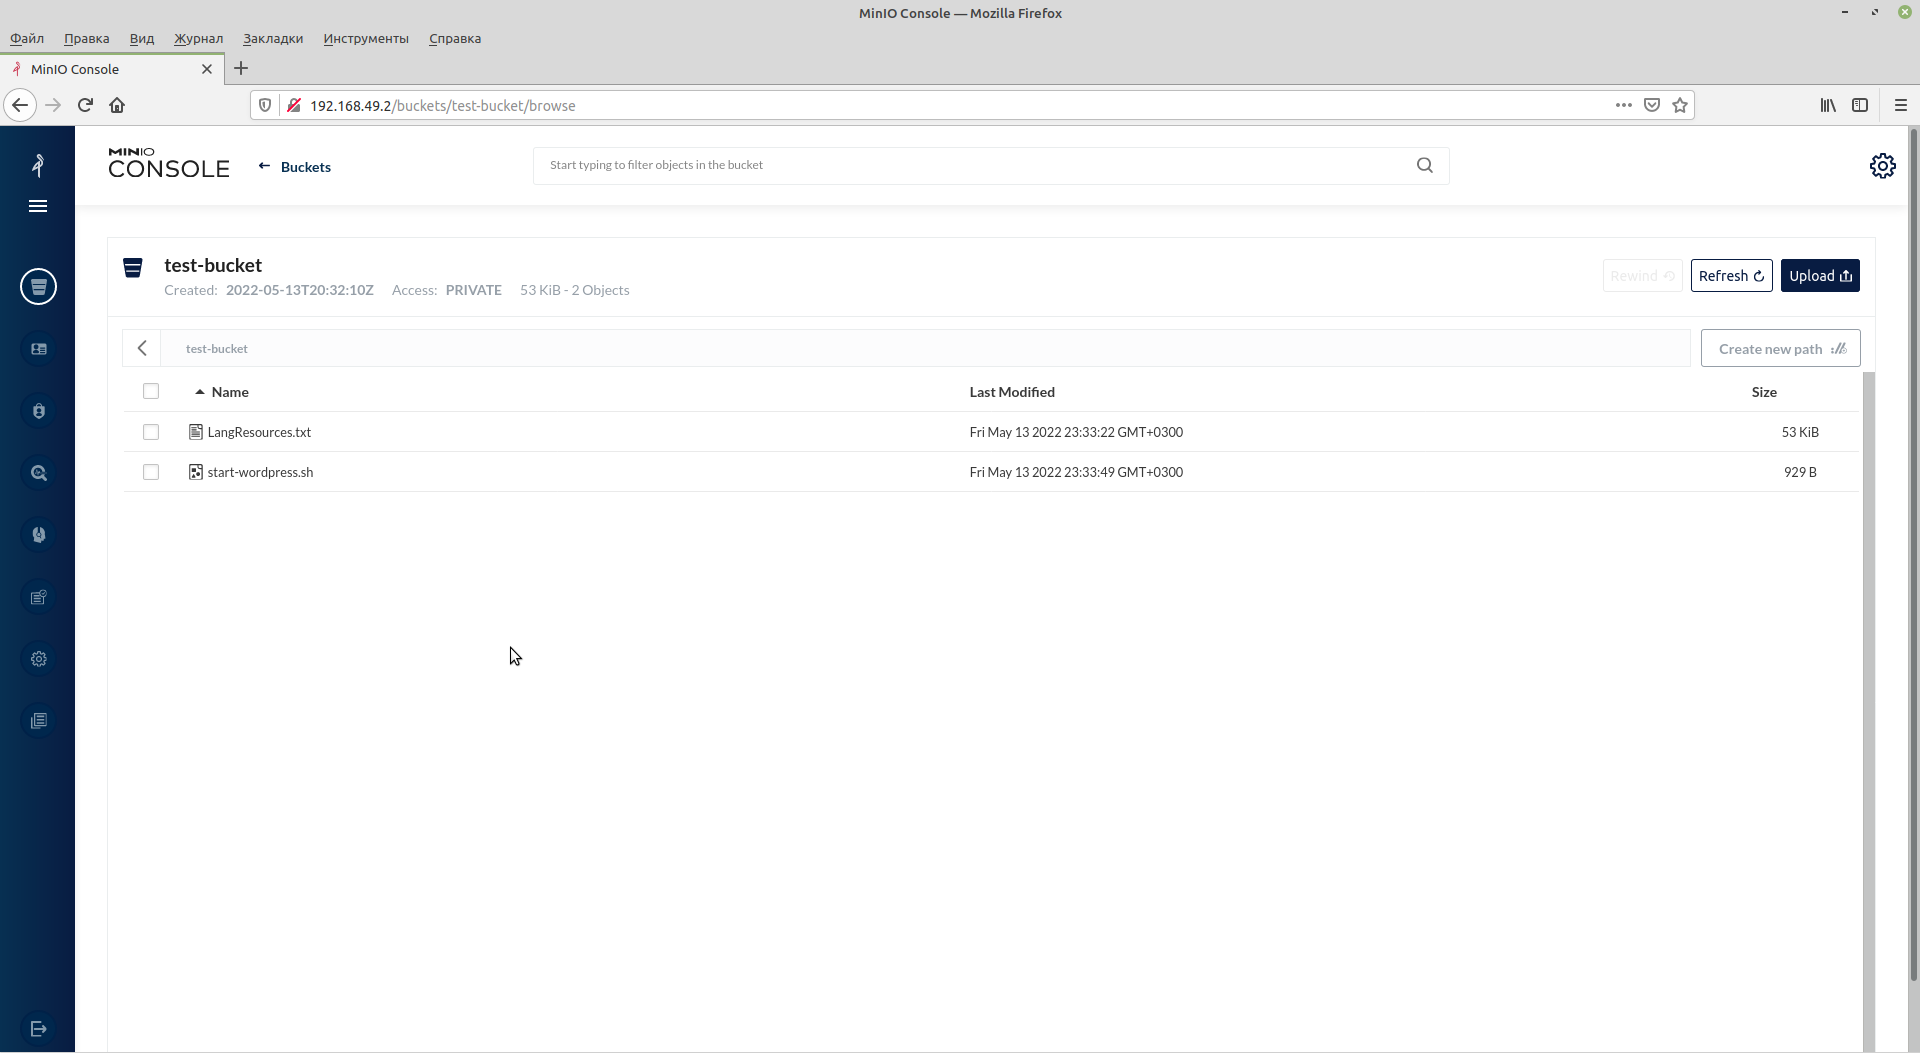 MinIO Console — Mozilla Firefox
Файл Правка Вид Журнал Закладки Инструменты Справка
MinIO Console
192.168.49.2/buckets/test-bucket/browse
MINIO
CONSOLE
Buckets
Start typing to filter objects in the bucket
test-bucket
Created: 2022-05-13T20:32:10Z Access: PRIVATE 53 KiB - 2 Objects
Rewind Refresh Upload
test-bucket
Create new path
Name Last Modified Size
LangResources.txt Fri May 13 2022 23:33:22 GMT+0300 53 KiB
start-wordpress.sh Fri May 13 2022 23:33:49 GMT+0300 929 B